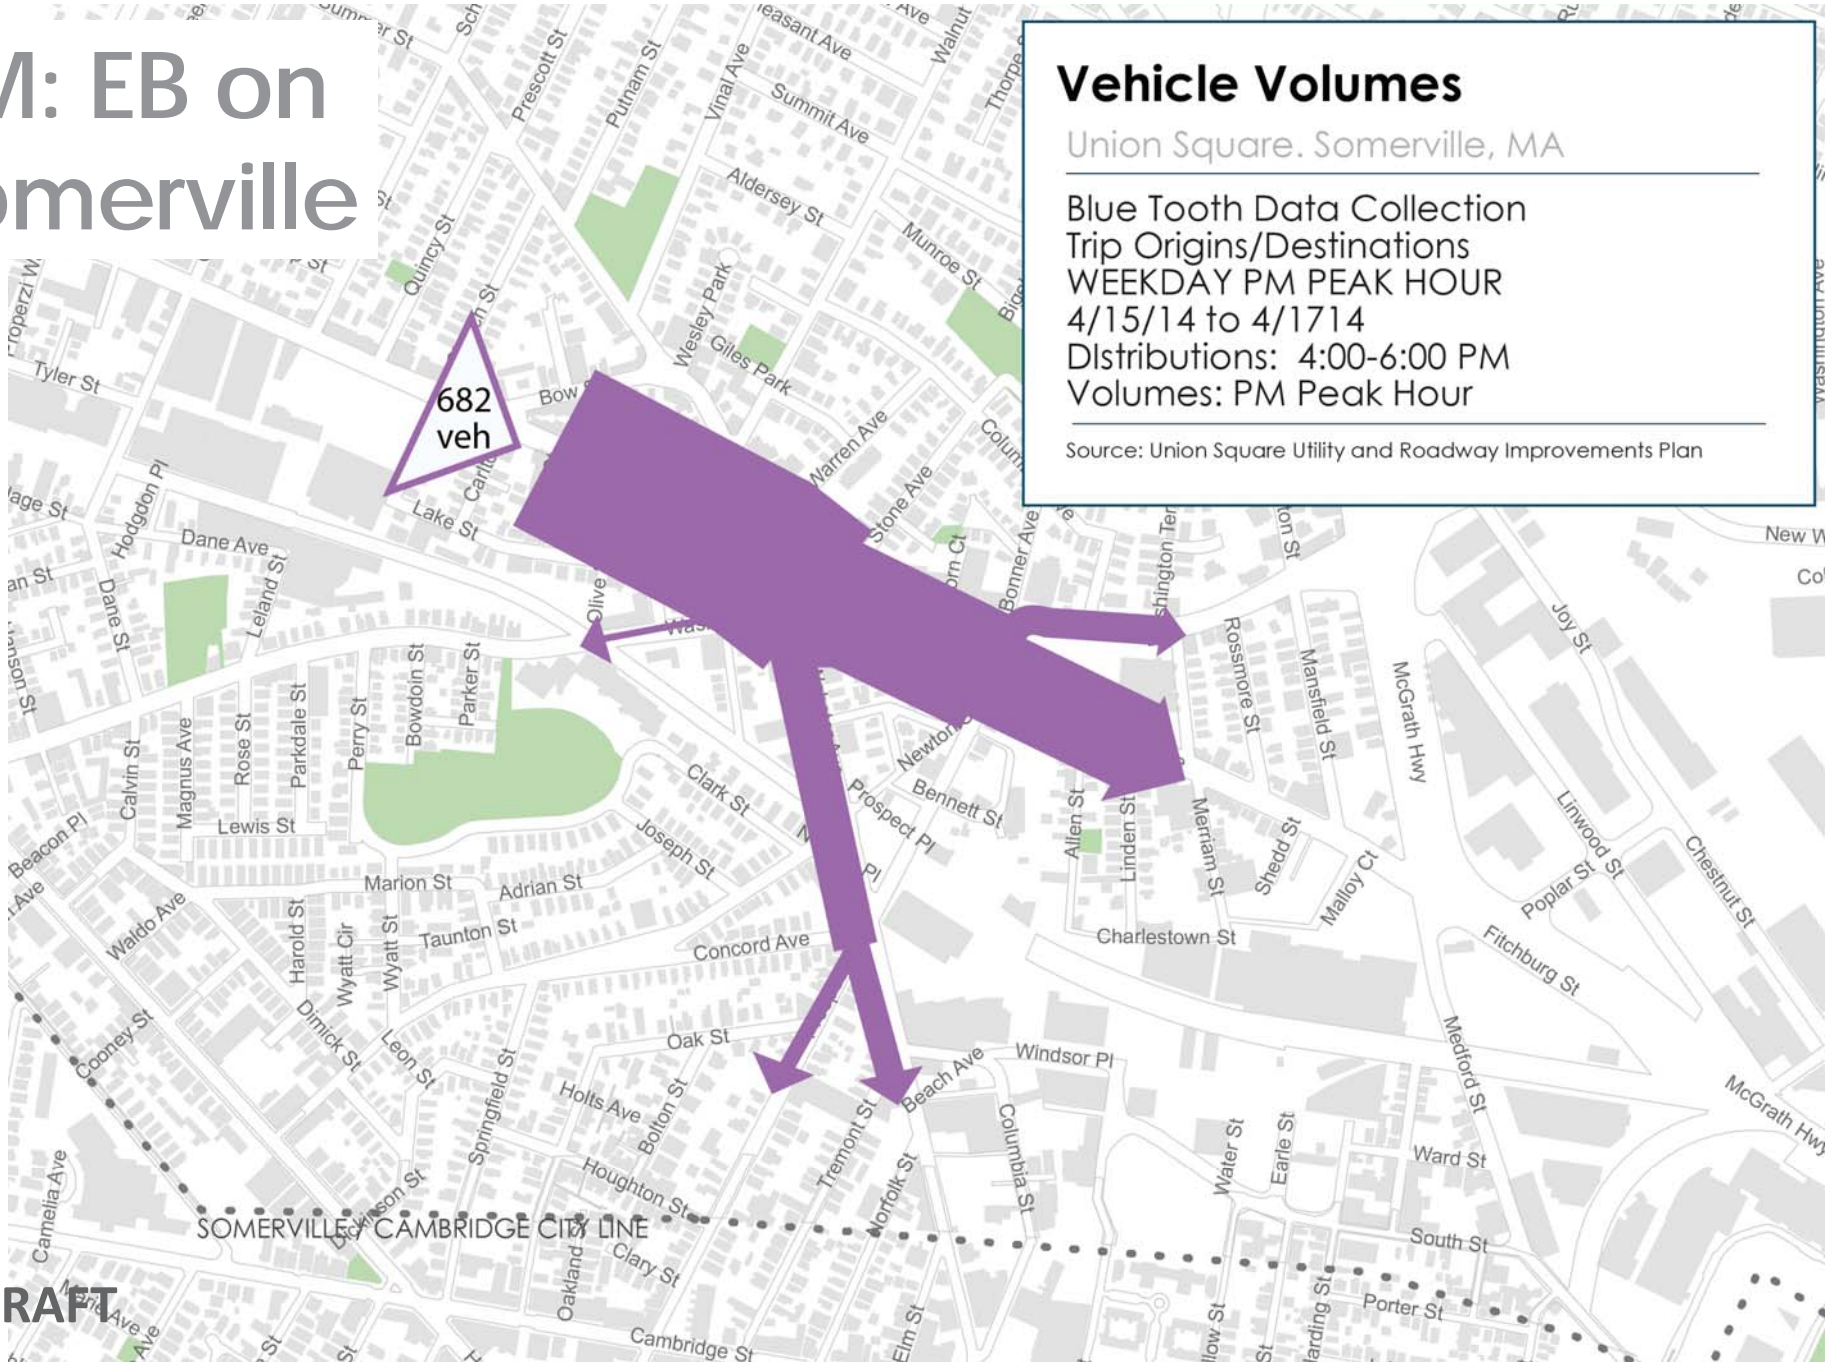 M: EB on
omerville
Vehicle Volumes
Union Square. Somerville, MA
Blue Tooth Data Collection
Trip Origins/Destinations
WEEKDAY PM PEAK HOUR
4/15/14 to 4/1714
DIstributions: 4:00-6:00 PM
Volumes: PM Peak Hour
Source: Union Square Utility and Roadway Improvements Plan
682
veh
Prescott St
Putnam St
Vinal Ave
Walnut
Summit Ave
Aldersey St
Munroe St
Quincy St
Wesley Park
Giles Park
Tyler St
Bow
Warren Ave
Stone Ave
Bonner Ave
Lake St
Hodgdon Pl
Dane Ave
Dane St
Leland St
Olive
New W
Joy St
Rossmore St
Mansfield St
McGrath Hwy
Bowdoin St
Parker St
Perry St
Parkdale St
Rose St
Magnus Ave
Calvin St
Lewis St
Beacon Pl
Clark St
Joseph St
Prospect Pl
Newton
Bennett St
Allen St
Linden St
Merriam St
Shedd St
Malloy Ct
Linwood St
Poplar St
Chestnut St
Fitchburg St
Charlestown St
Marion St
Adrian St
Taunton St
Concord Ave
Waldo Ave
Harold St
Wyatt Cir
Wyatt St
Dimick St
Leon St
Cooney St
Springfield St
Oak St
Holts Ave
Bolton St
Houghton St
Tremont St
Beach Ave
Windsor Pl
Columbia St
Norfolk St
Medford St
McGrath Hwy
Water St
Earle St
Ward St
South St
Porter St
Camelia Ave
Dickinson St
SOMERVILLE / CAMBRIDGE CITY LINE
Oakland St
Clary St
Elm St
Cambridge St
RAFT